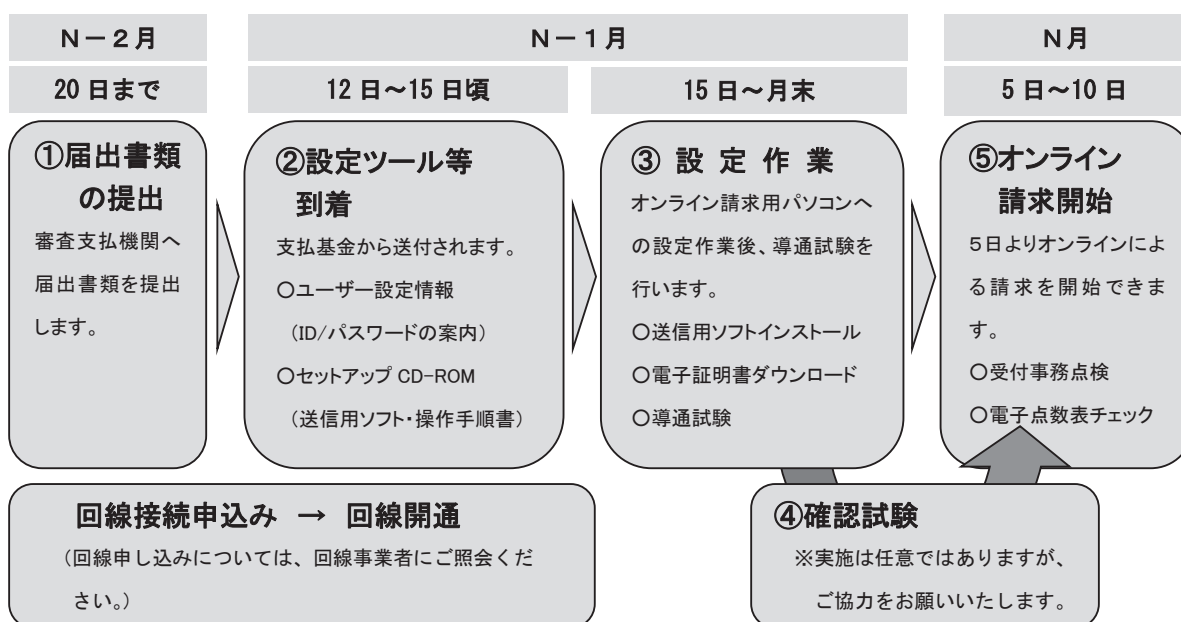 N－2月
N－1月
N月
20日まで
12日～15日頃
15日～月末
5日～10日
①届出書類
の提出
審査支払機関へ
届出書類を提出
します。
②設定ツール等
到着
支払基金から送付されます。
○ユーザー設定情報
（ID/パスワードの案内）
○セットアップ CD-ROM
（送信用ソフト・操作手順書）
③ 設 定 作 業
オンライン請求用パソコンへ
の設定作業後、導通試験を
行います。
○送信用ソフトインストール
○電子証明書ダウンロード
○導通試験
⑤オンライン
請求開始
5日よりオンラインによ
る請求を開始できま
す。
○受付事務点検
○電子点数表チェック
回線接続申込み → 回線開通
（回線申し込みについては、回線事業者にご照会くだ
さい。）
④確認試験
※実施は任意ではありますが、
ご協力をお願いいたします。